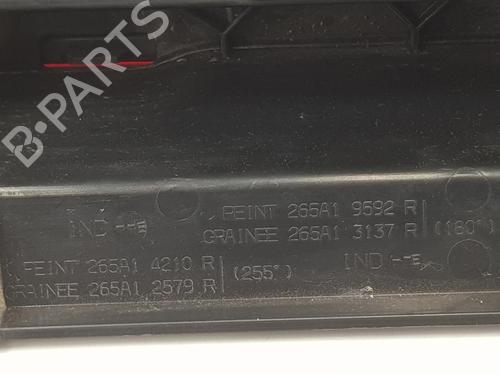 B-PARTS
PEINT 265A1 9592 R
IND --E GRAINEE 265A1 3137 R (180°)
PEINT 265A1 4210 R IND --E
GRAINEE 265A1 2579 R (255°)